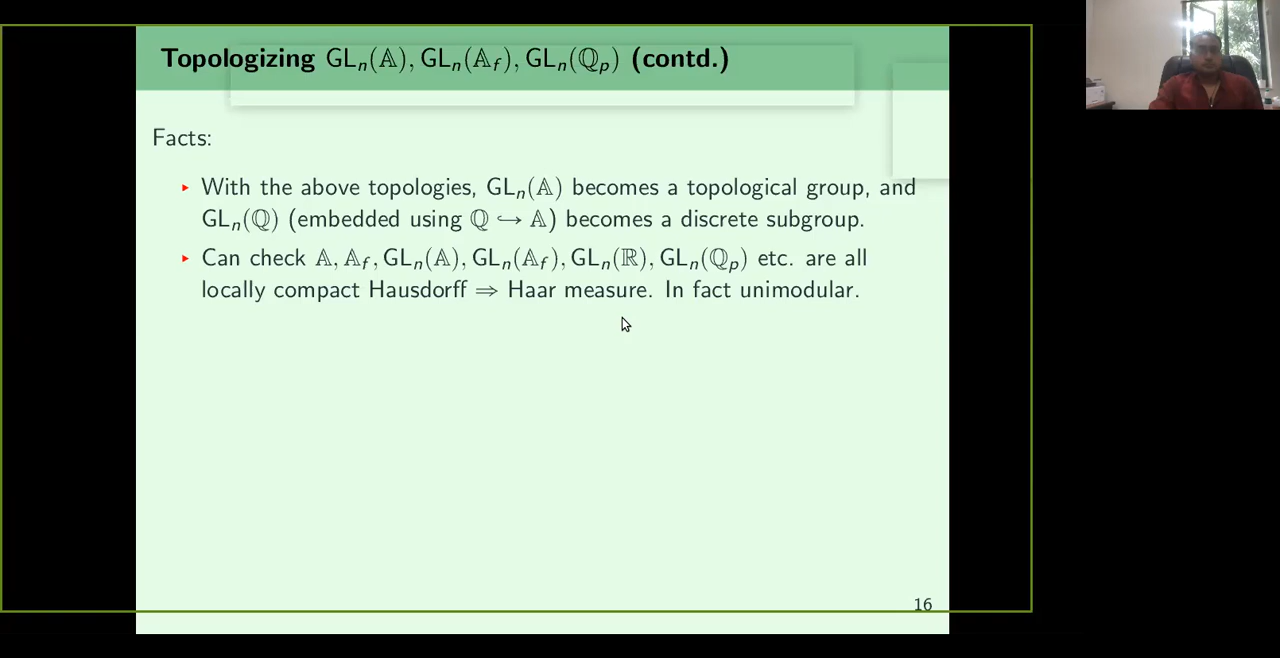 Topologizing GLₙ(𝔸), GLₙ(𝔸_f), GLₙ(ℚₚ) (contd.)
Facts:
‣ With the above topologies, GLₙ(𝔸) becomes a topological group, and
GLₙ(ℚ) (embedded using ℚ ↪ 𝔸) becomes a discrete subgroup.
‣ Can check 𝔸, 𝔸_f, GLₙ(𝔸), GLₙ(𝔸_f), GLₙ(ℝ), GLₙ(ℚₚ) etc. are all
locally compact Hausdorff ⇒ Haar measure. In fact unimodular.
16